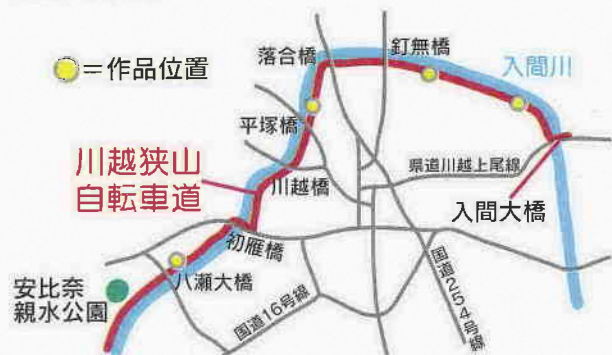 =作品位置
落合橋
釘無橋
入間川
平塚橋
川越狭山
自転車道
川越橋
県道川越上尾線
入間大橋
初雁橋
八瀬大橋
安比奈
親水公園
国道16号線
国道254号線